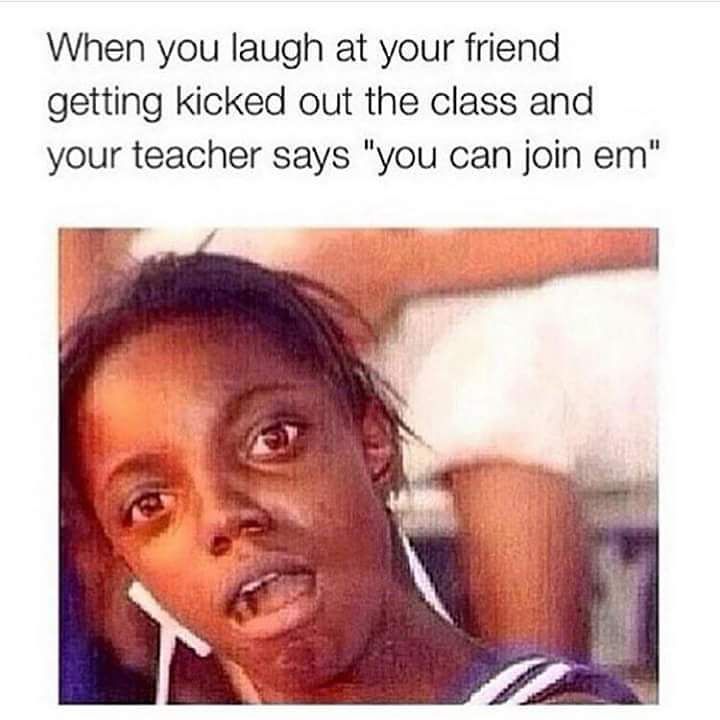 When you laugh at your friend
getting kicked out the class and
your teacher says "you can join em"